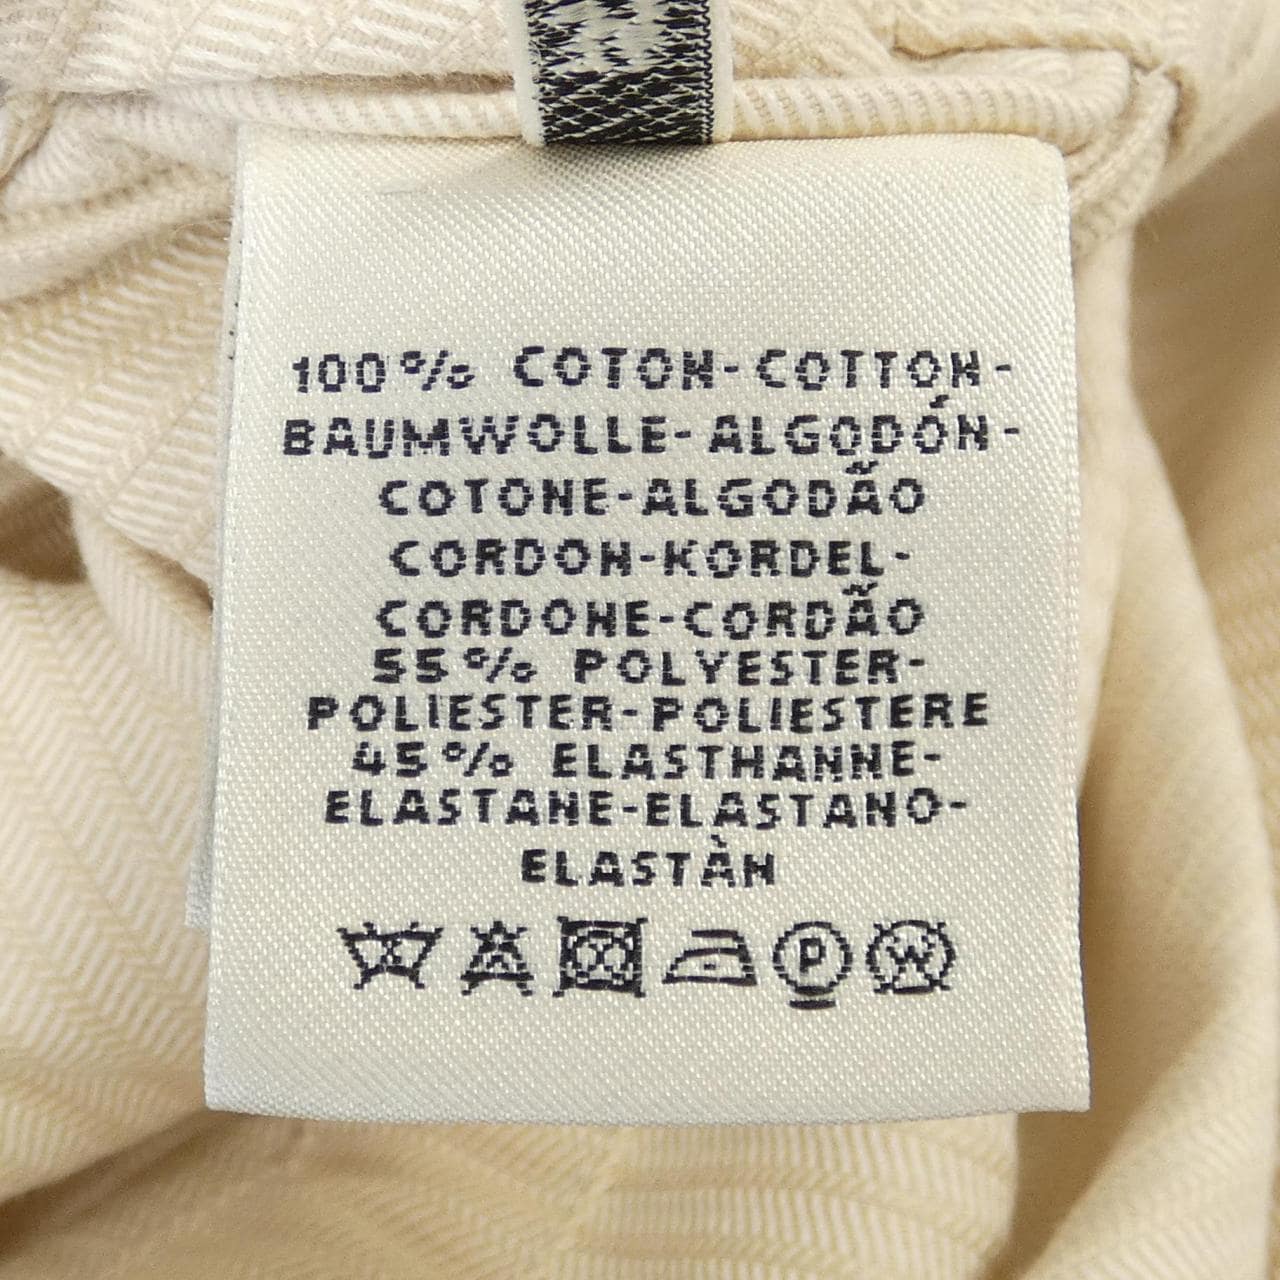 100% COTON-COTTON-
BAUMWOLLE-ALGODÓN-
COTONE-ALGODÃO
CORDON-KORDEL-
CORDONE-CORDÃO
55% POLYESTER-
POLIESTER-POLIESTERE
45% ELASTHANNE-
ELASTANE-ELASTANO-
ELASTÀN
P W